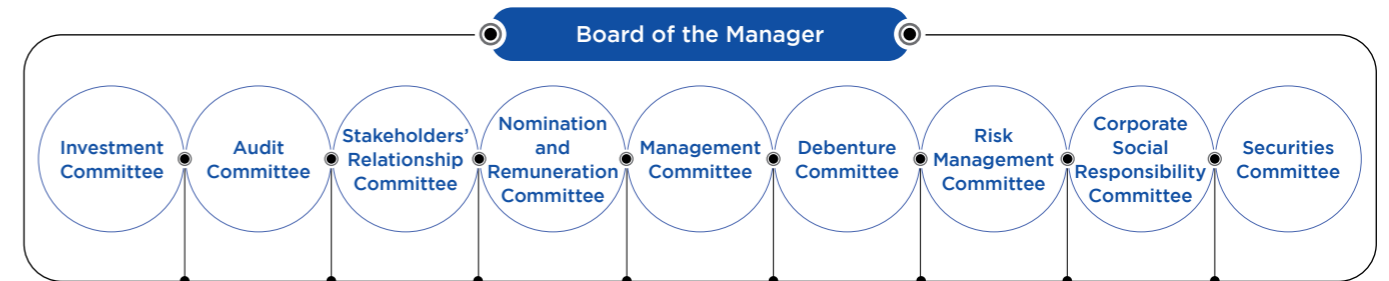 Board of the Manager
Investment
Committee
Audit
Committee
Stakeholders’
Relationship
Committee
Nomination
and
Remuneration
Committee
Management
Committee
Debenture
Committee
Risk
Management
Committee
Corporate
Social
Responsibility
Committee
Securities
Committee